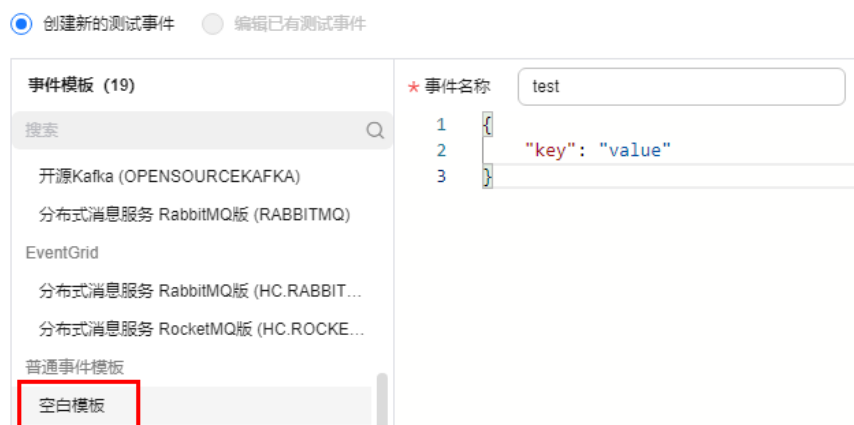 创建新的测试事件 编辑已有测试事件
事件模板 (19)
搜索
开源Kafka (OPENSOURCEKAFKA)
分布式消息服务 RabbitMQ版 (RABBITMQ)
EventGrid
分布式消息服务 RabbitMQ版 (HC.RABBIT...
分布式消息服务 RocketMQ版 (HC.ROCKE...
普通事件模板
空白模板
* 事件名称 test
1 {
2 "key": "value"
3 }